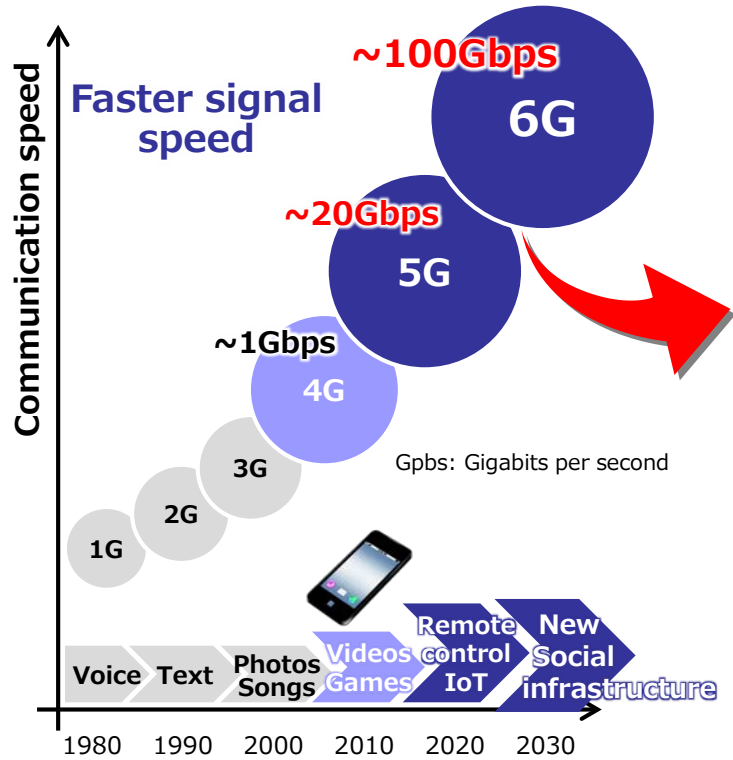 Communication speed
Faster signal
speed
~100Gbps
6G
~20Gbps
5G
~1Gbps
4G
3G
2G
1G
Gpbs: Gigabits per second
Voice
Text
Photos
Songs
Videos
Games
Remote
control
IoT
New
Social
infrastructure
1980 1990 2000 2010 2020 2030